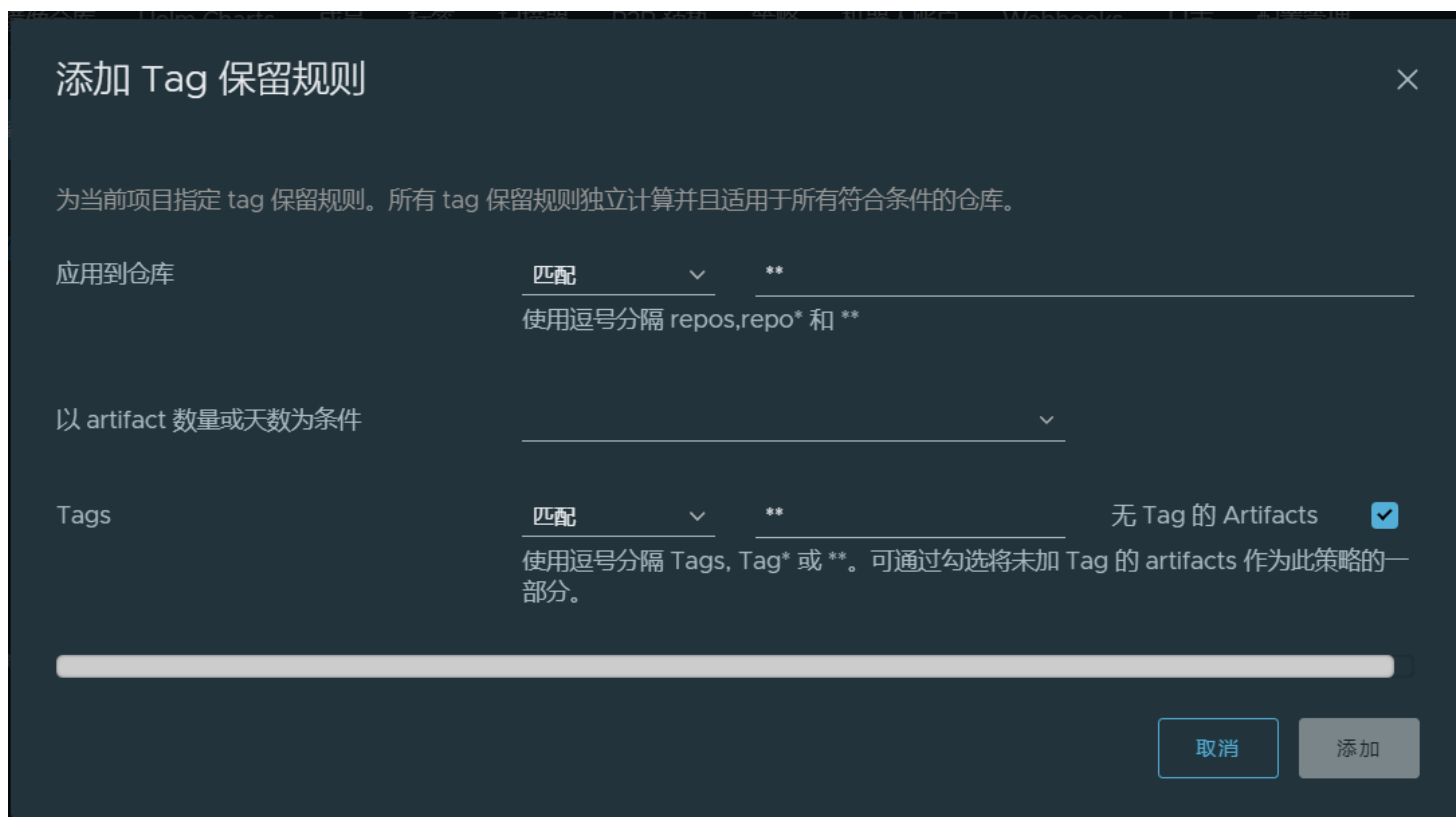 添加 Tag 保留规则
为当前项目指定 tag 保留规则。所有 tag 保留规则独立计算并且适用于所有符合条件的仓库。
应用到仓库 匹配 **
使用逗号分隔 repos,repo* 和 **
以 artifact 数量或天数为条件
Tags 匹配 ** 无 Tag 的 Artifacts
使用逗号分隔 Tags, Tag* 或 **。可通过勾选将未加 Tag 的 artifacts 作为此策略的一
部分。
取消 添加